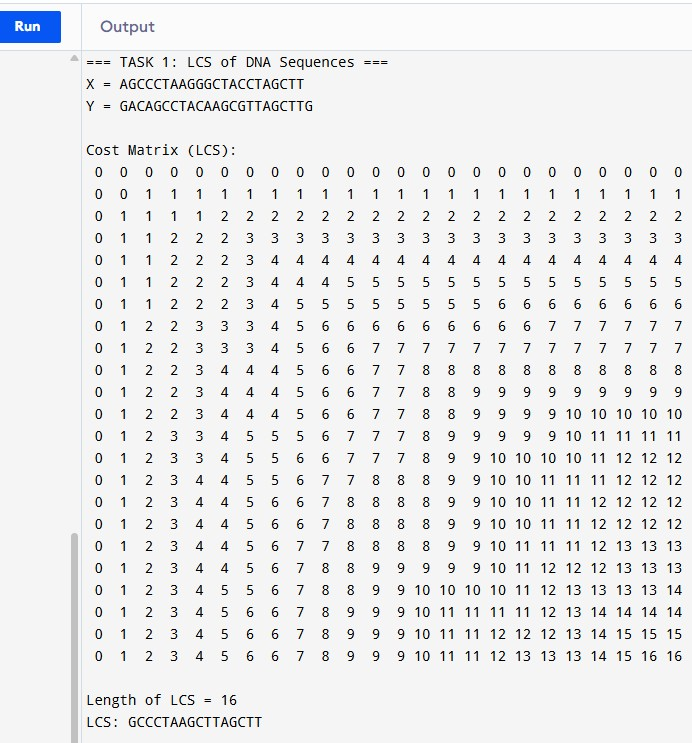 Run
Output
=== TASK 1: LCS of DNA Sequences ===
X = AGCCCTAAGGGCTACCTAGCTT
Y = GACAGCCTACAAGCGTTAGCTTG
Cost Matrix (LCS):
0 0 0 0 0 0 0 0 0 0 0 0 0 0 0 0 0 0 0 0 0 0 0 0
0 0 1 1 1 1 1 1 1 1 1 1 1 1 1 1 1 1 1 1 1 1 1 1
0 1 1 1 1 2 2 2 2 2 2 2 2 2 2 2 2 2 2 2 2 2 2 2
0 1 1 2 2 2 3 3 3 3 3 3 3 3 3 3 3 3 3 3 3 3 3 3
0 1 1 2 2 2 3 4 4 4 4 4 4 4 4 4 4 4 4 4 4 4 4 4
0 1 1 2 2 2 3 4 4 4 5 5 5 5 5 5 5 5 5 5 5 5 5 5
0 1 1 2 2 2 3 4 5 5 5 5 5 5 5 5 6 6 6 6 6 6 6 6
0 1 2 2 3 3 3 4 5 6 6 6 6 6 6 6 6 6 7 7 7 7 7 7
0 1 2 2 3 3 3 4 5 6 6 7 7 7 7 7 7 7 7 7 7 7 7 7
0 1 2 2 3 4 4 4 5 6 6 7 7 8 8 8 8 8 8 8 8 8 8 8
0 1 2 2 3 4 4 4 5 6 6 7 7 8 8 9 9 9 9 9 9 9 9 9
0 1 2 2 3 4 4 4 5 6 6 7 7 8 8 9 9 9 9 10 10 10 10 10
0 1 2 3 3 4 5 5 5 6 7 7 7 8 9 9 9 9 9 10 11 11 11 11
0 1 2 3 3 4 5 5 6 6 7 7 7 8 9 9 10 10 10 10 11 12 12 12
0 1 2 3 4 4 5 5 6 7 7 8 8 8 9 9 10 10 11 11 11 12 12 12
0 1 2 3 4 4 5 6 6 7 8 8 8 8 9 9 10 10 11 11 12 12 12 12
0 1 2 3 4 4 5 6 6 7 8 8 8 8 9 9 10 10 11 11 12 12 12 12
0 1 2 3 4 4 5 6 7 7 8 8 8 8 9 9 10 11 11 11 12 13 13 13
0 1 2 3 4 4 5 6 7 8 8 9 9 9 9 9 10 11 12 12 12 13 13 13
0 1 2 3 4 5 5 6 7 8 8 9 9 10 10 10 10 11 12 13 13 13 13 14
0 1 2 3 4 5 6 6 7 8 9 9 9 10 11 11 11 11 12 13 14 14 14 14
0 1 2 3 4 5 6 6 7 8 9 9 9 10 11 11 12 12 12 13 14 15 15 15
0 1 2 3 4 5 6 6 7 8 9 9 9 10 11 11 12 13 13 13 14 15 16 16
Length of LCS = 16
LCS: GCCCTAAGCTTAGCTT